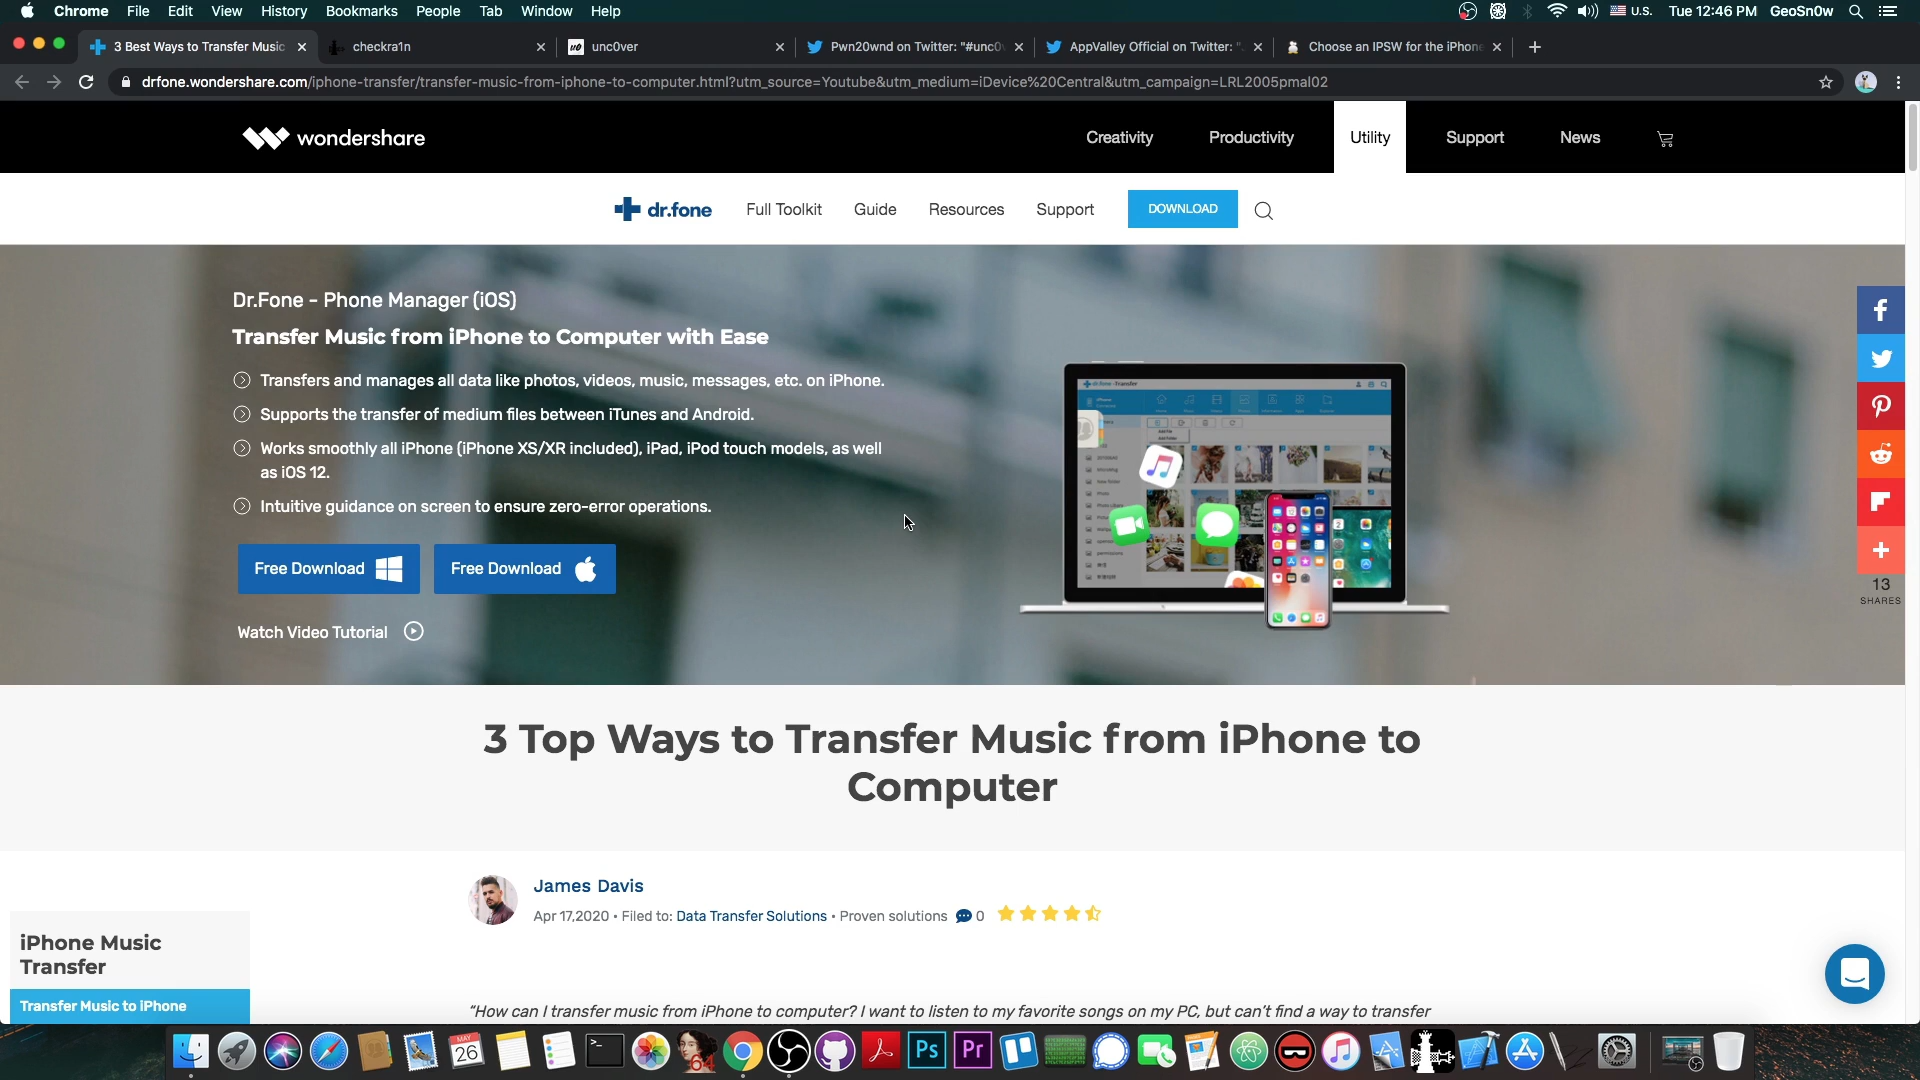 Chrome File Edit View History Bookmarks People Tab Window Help
U.S. Tue 12:46 PM GeoSn0w
3 Best Ways to Transfer Music
checkra1n
unc0ver
Pwn20wnd on Twitter: "#unc0v
AppValley Official on Twitter: "
Choose an IPSW for the iPhone
drfone.wondershare.com/iphone-transfer/transfer-music-from-iphone-to-computer.html?utm_source=Youtube&utm_medium=iDevice%20Central&utm_campaign=LRL2005pmal02
wondershare
Creativity Productivity Utility Support News
dr.fone Full Toolkit Guide Resources Support DOWNLOAD
Dr.Fone - Phone Manager (iOS)
Transfer Music from iPhone to Computer with Ease
Transfers and manages all data like photos, videos, music, messages, etc. on iPhone.
Supports the transfer of medium files between iTunes and Android.
Works smoothly all iPhone (iPhone XS/XR included), iPad, iPod touch models, as well
as iOS 12.
Intuitive guidance on screen to ensure zero-error operations.
Free Download Free Download
Watch Video Tutorial
13
SHARES
3 Top Ways to Transfer Music from iPhone to
Computer
James Davis
Apr 17,2020 • Filed to: Data Transfer Solutions • Proven solutions 0
iPhone Music
Transfer
Transfer Music to iPhone
"How can I transfer music from iPhone to computer? I want to listen to my favorite songs on my PC, but can't find a way to transfer
MAY
26
64
Ps
Pr